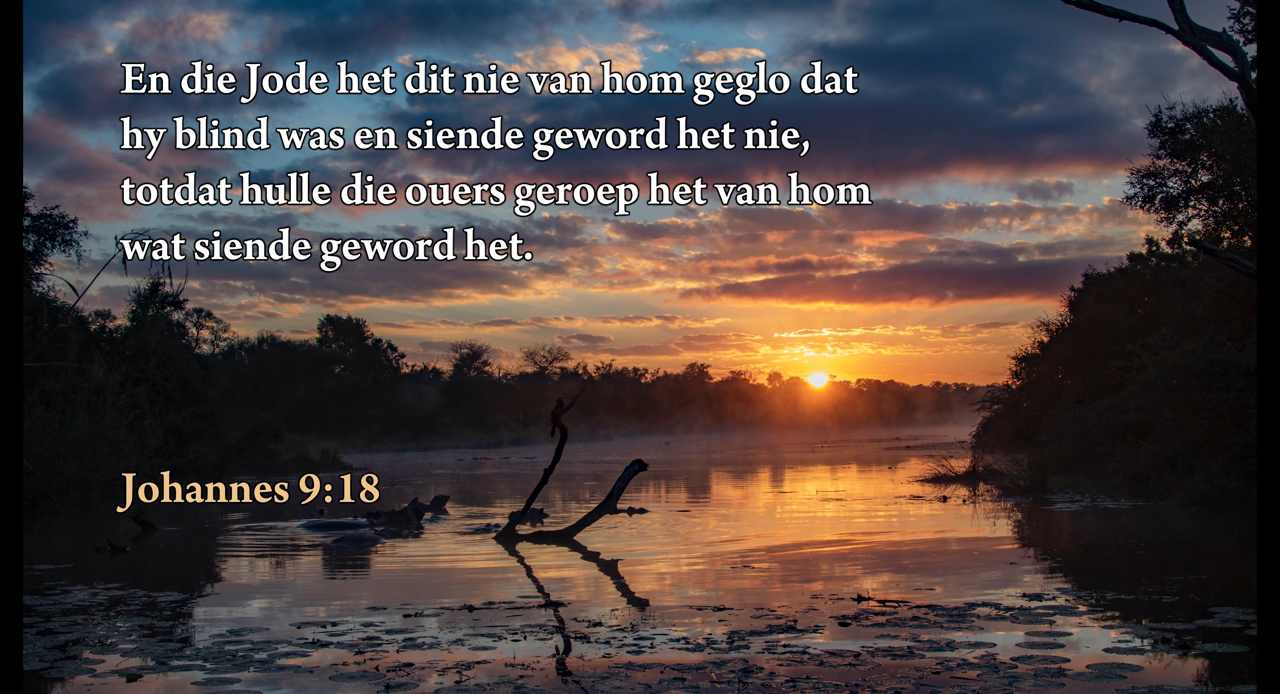 En die Jode het dit nie van hom geglo dat
hy blind was en siende geword het nie,
totdat hulle die ouers geroep het van hom
wat siende geword het.
Johannes 9:18